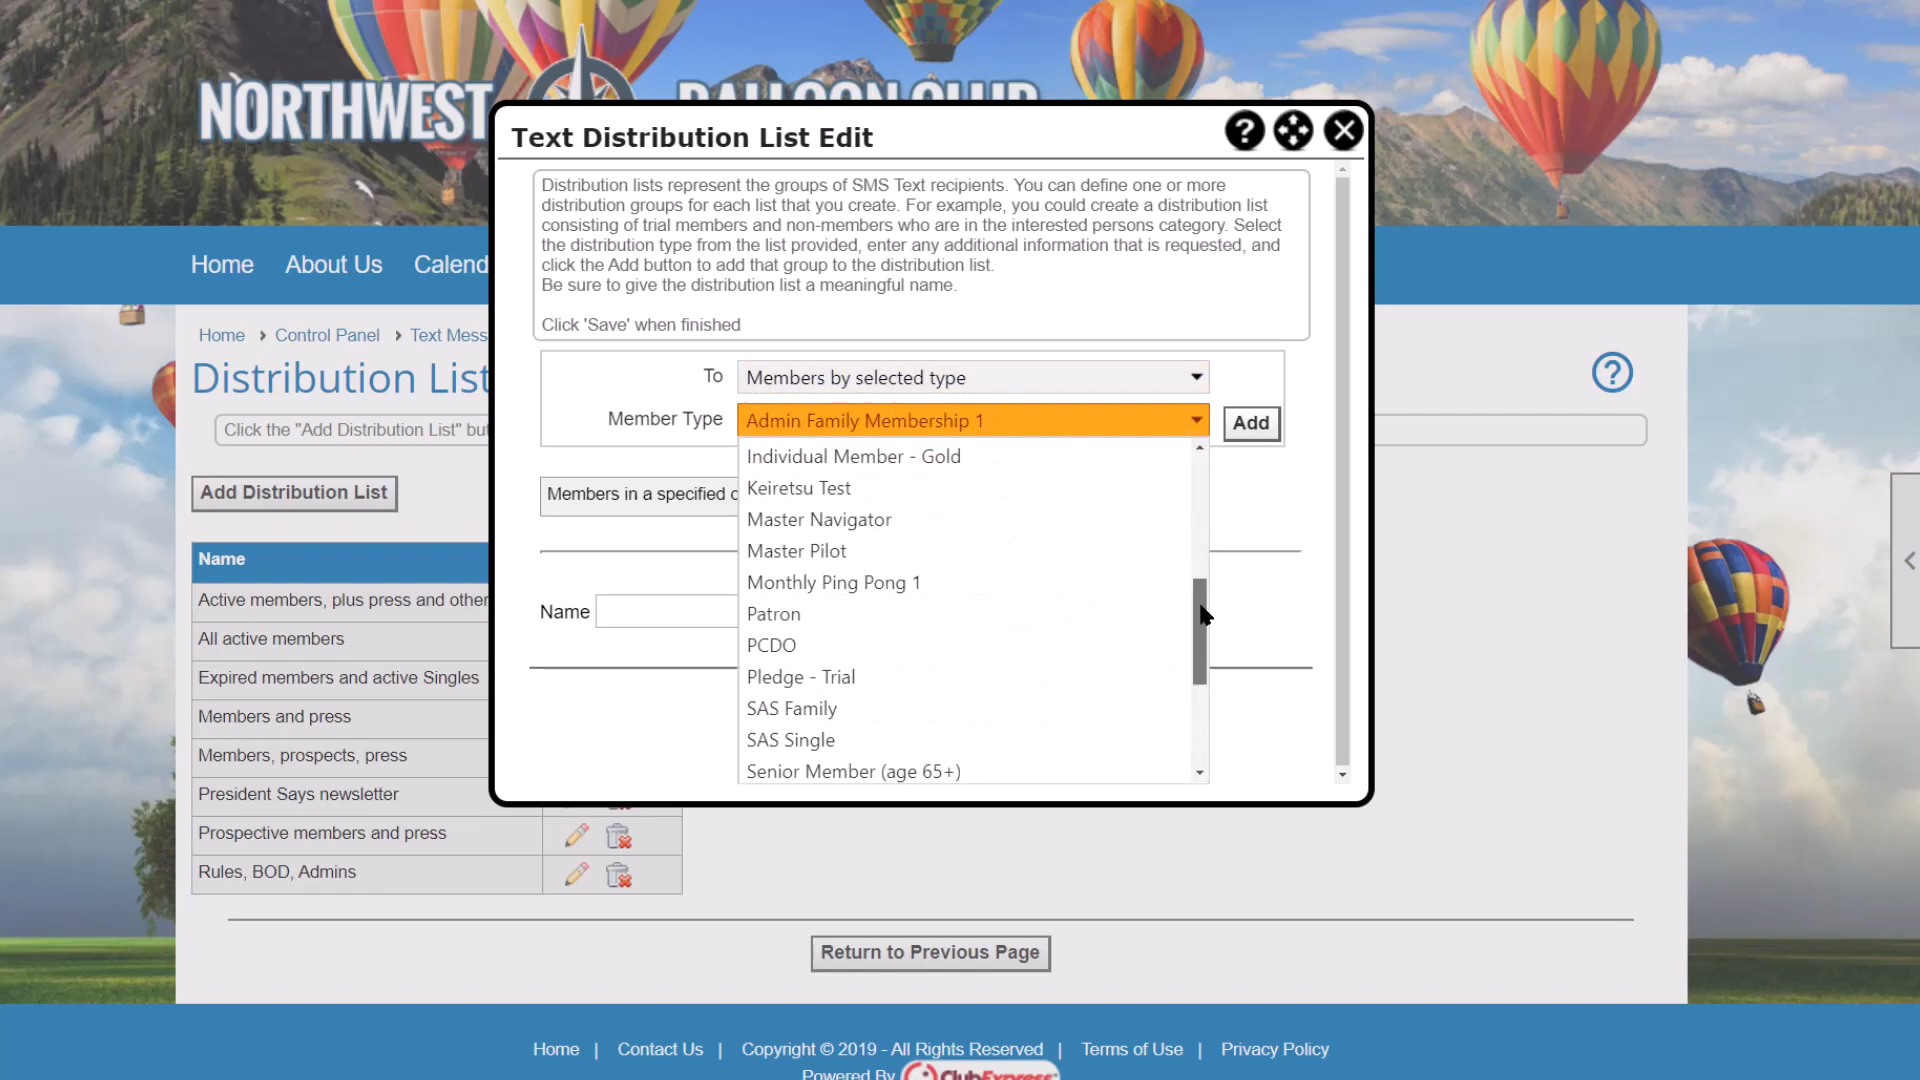 NORTHWEST BALLOON CLUB
Text Distribution List Edit
Distribution lists represent the groups of SMS Text recipients. You can define one or more
distribution groups for each list that you create. For example, you could create a distribution list
consisting of trial members and non-members who are in the interested persons category. Select
the distribution type from the list provided, enter any additional information that is requested, and
click the Add button to add that group to the distribution list.
Be sure to give the distribution list a meaningful name.
Click 'Save' when finished
Home About Us Calend
Home > Control Panel > Text Mess
Distribution List
Click the "Add Distribution List" but
To Members by selected type
Member Type Admin Family Membership 1 Add
Individual Member - Gold
Keiretsu Test
Master Navigator
Master Pilot
Monthly Ping Pong 1
Patron
PCDO
Pledge - Trial
SAS Family
SAS Single
Senior Member (age 65+)
Members in a specified c
Name
Add Distribution List
Name
Active members, plus press and other
All active members
Expired members and active Singles
Members and press
Members, prospects, press
President Says newsletter
Prospective members and press
Rules, BOD, Admins
Return to Previous Page
Home | Contact Us | Copyright © 2019 - All Rights Reserved | Terms of Use | Privacy Policy
Powered By ClubExpress